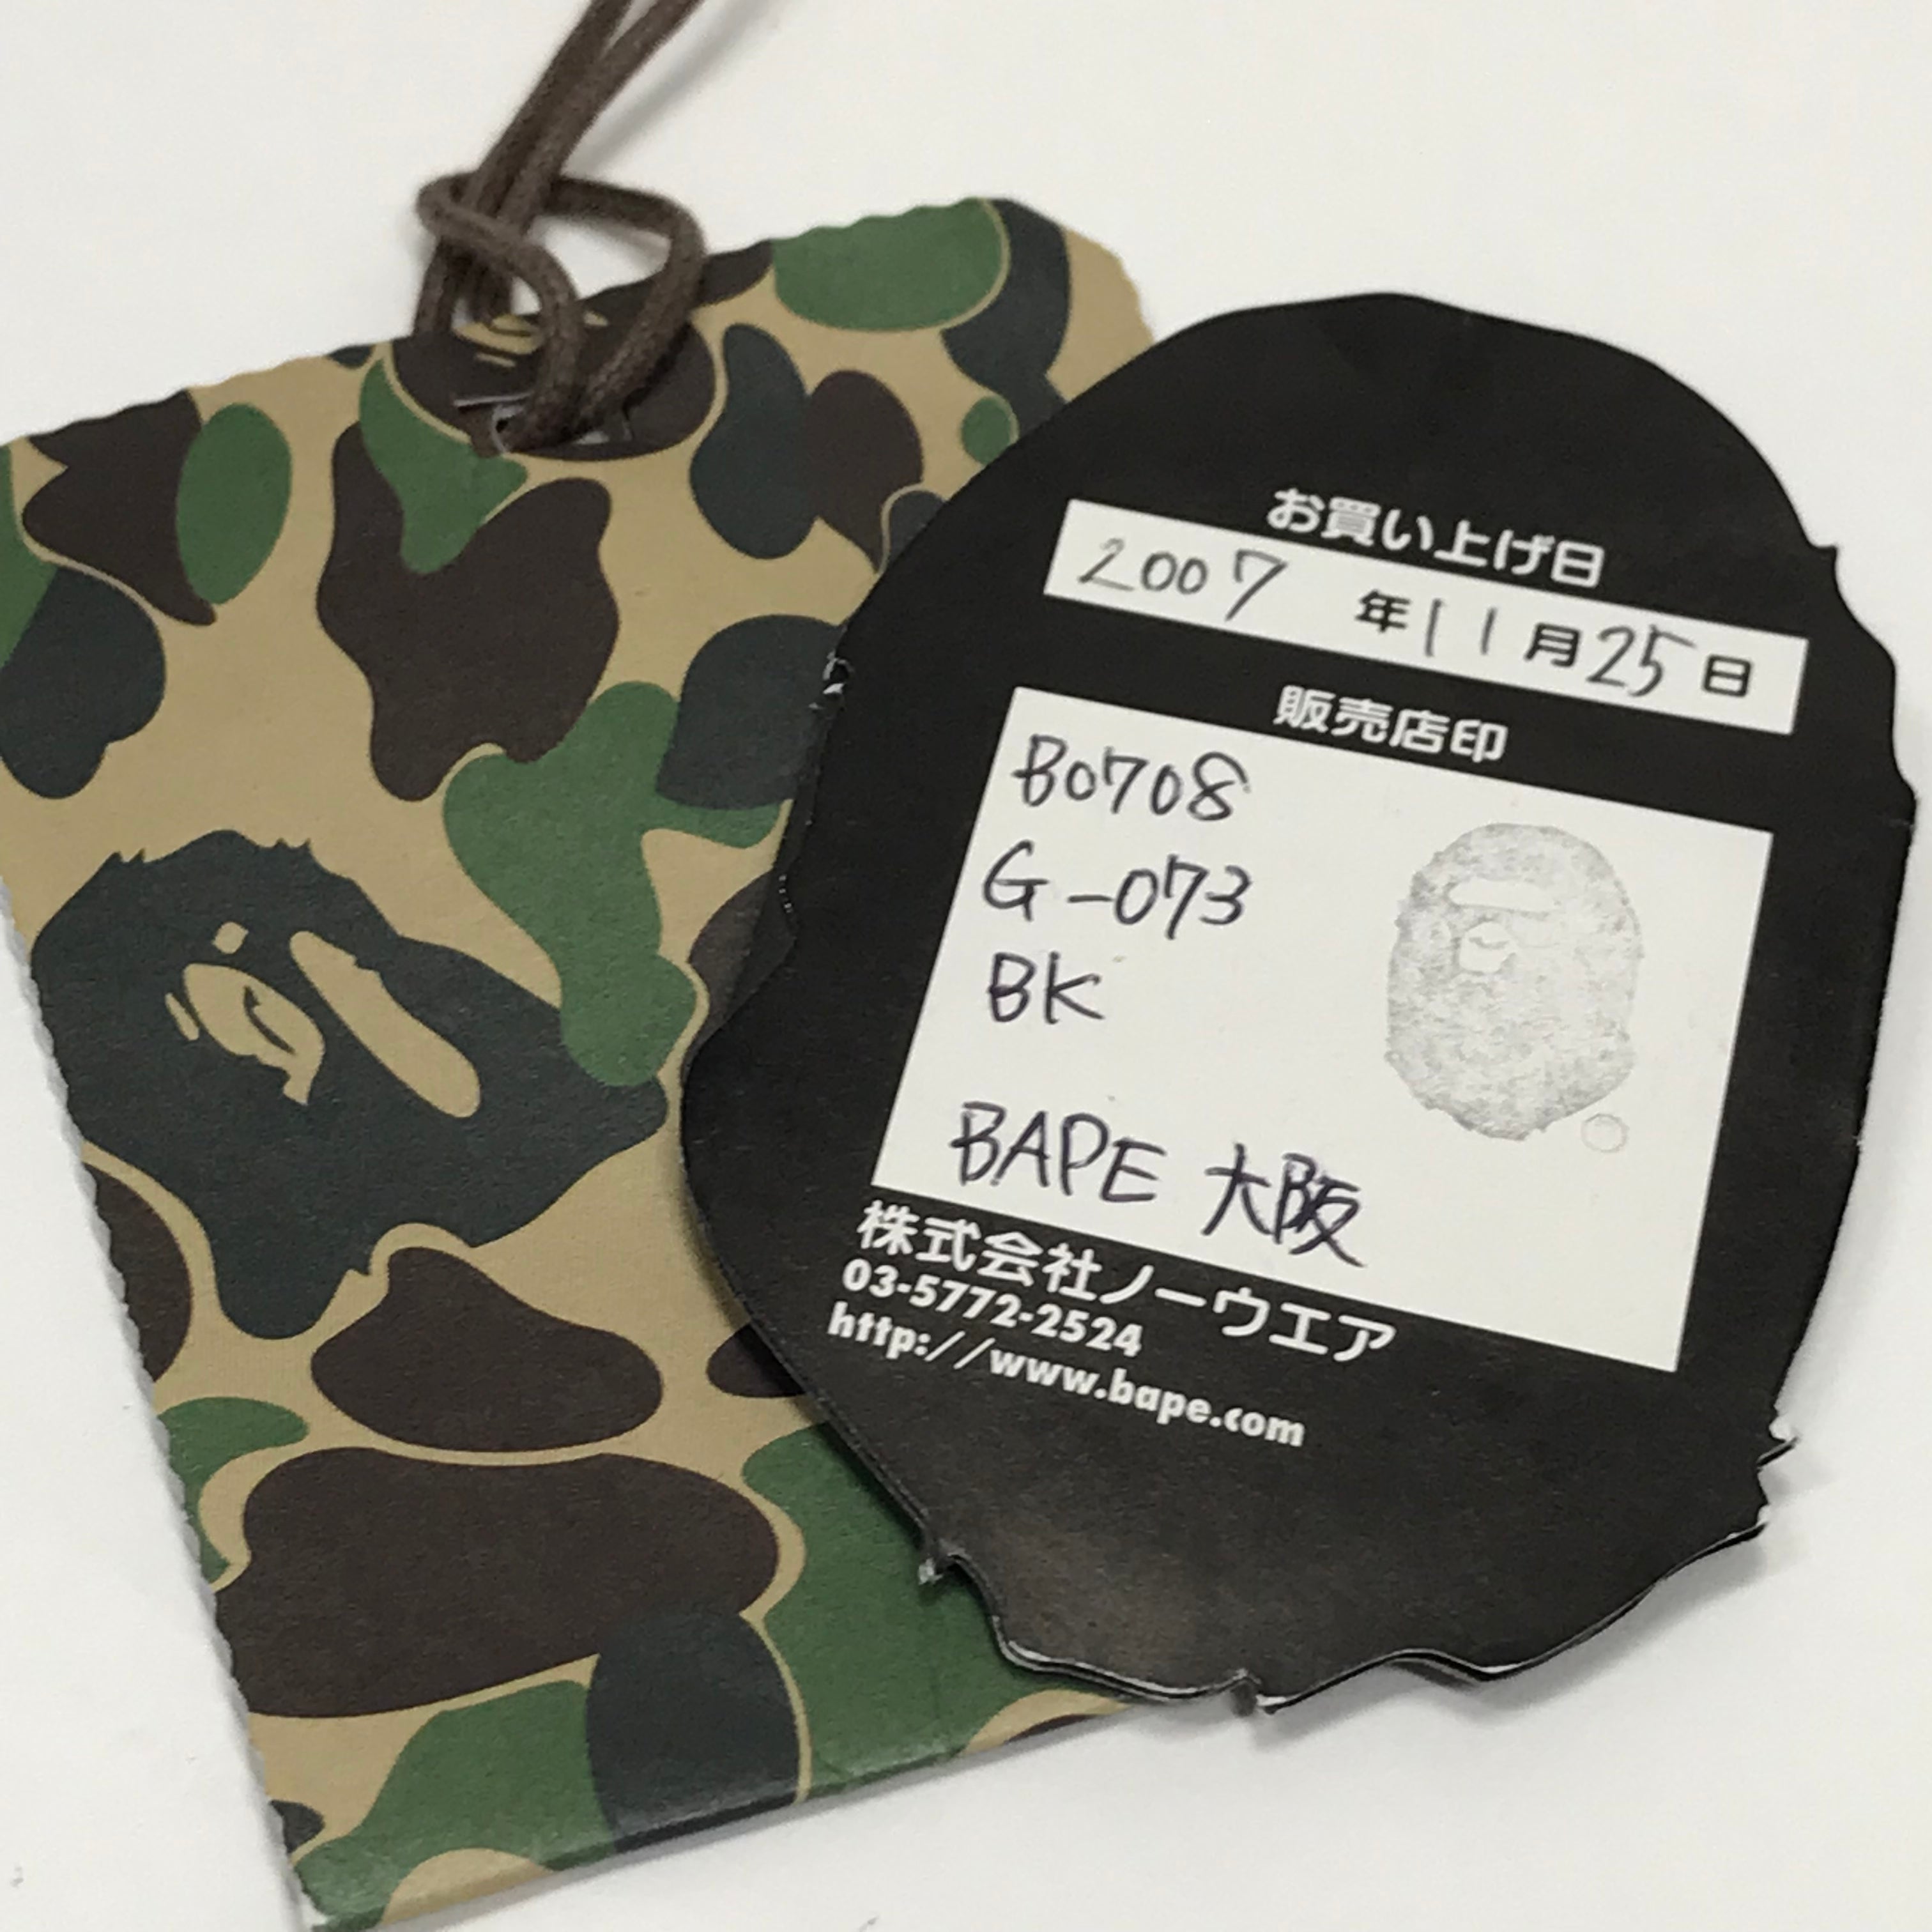 お買い上げ日
2007 年 11 月 25 日
販売店印
B0708
G-073
BK
BAPE 大阪
株式会社ノーウエア
03-5772-2524
http://www.bape.com